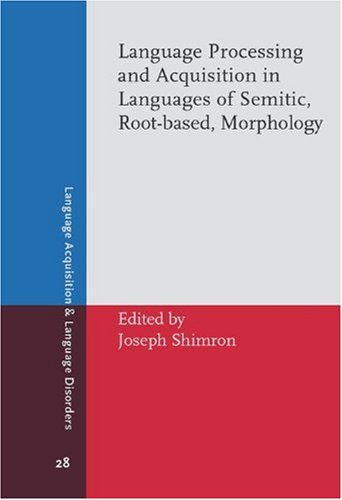 Language Processing
and Acquisition in
Languages of Semitic,
Root-based, Morphology
Language Acquisition & Language Disorders
Edited by
Joseph Shimron
28